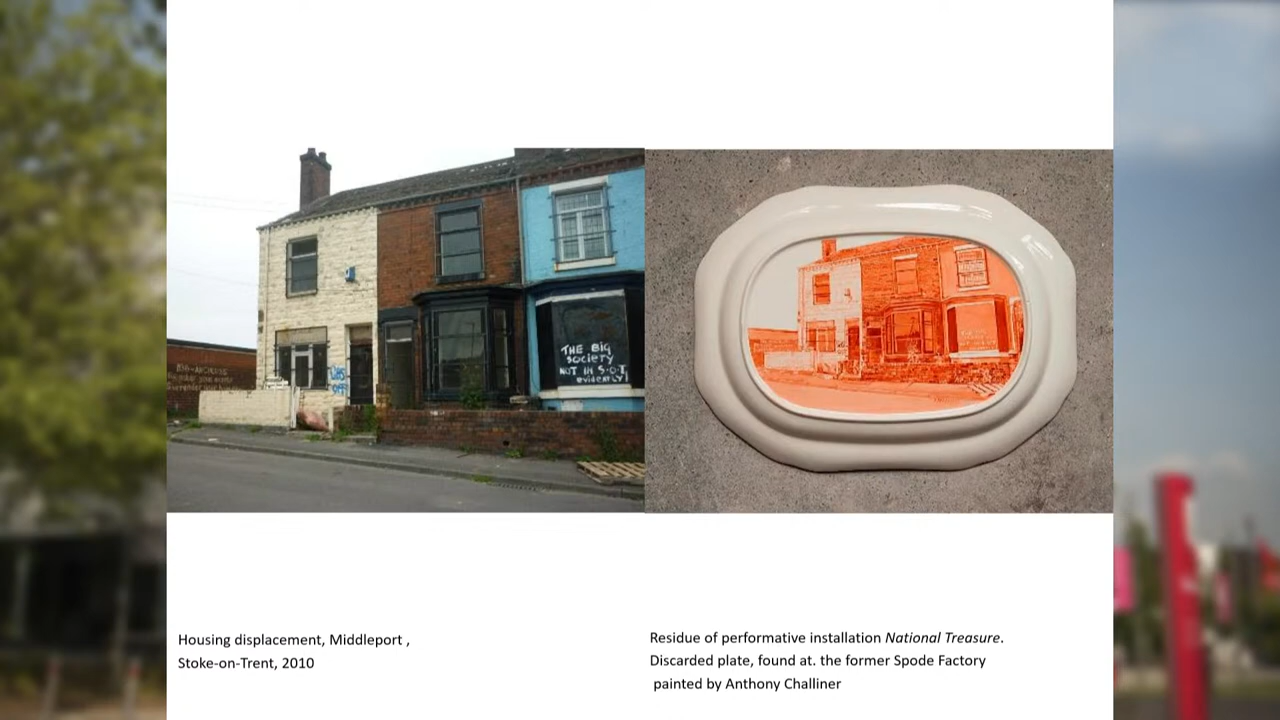 THE BIG
SOCIETY
NOT IN S.O.T.
evidently!
Housing displacement, Middleport ,
Stoke-on-Trent, 2010
Residue of performative installation National Treasure.
Discarded plate, found at. the former Spode Factory
painted by Anthony Challiner